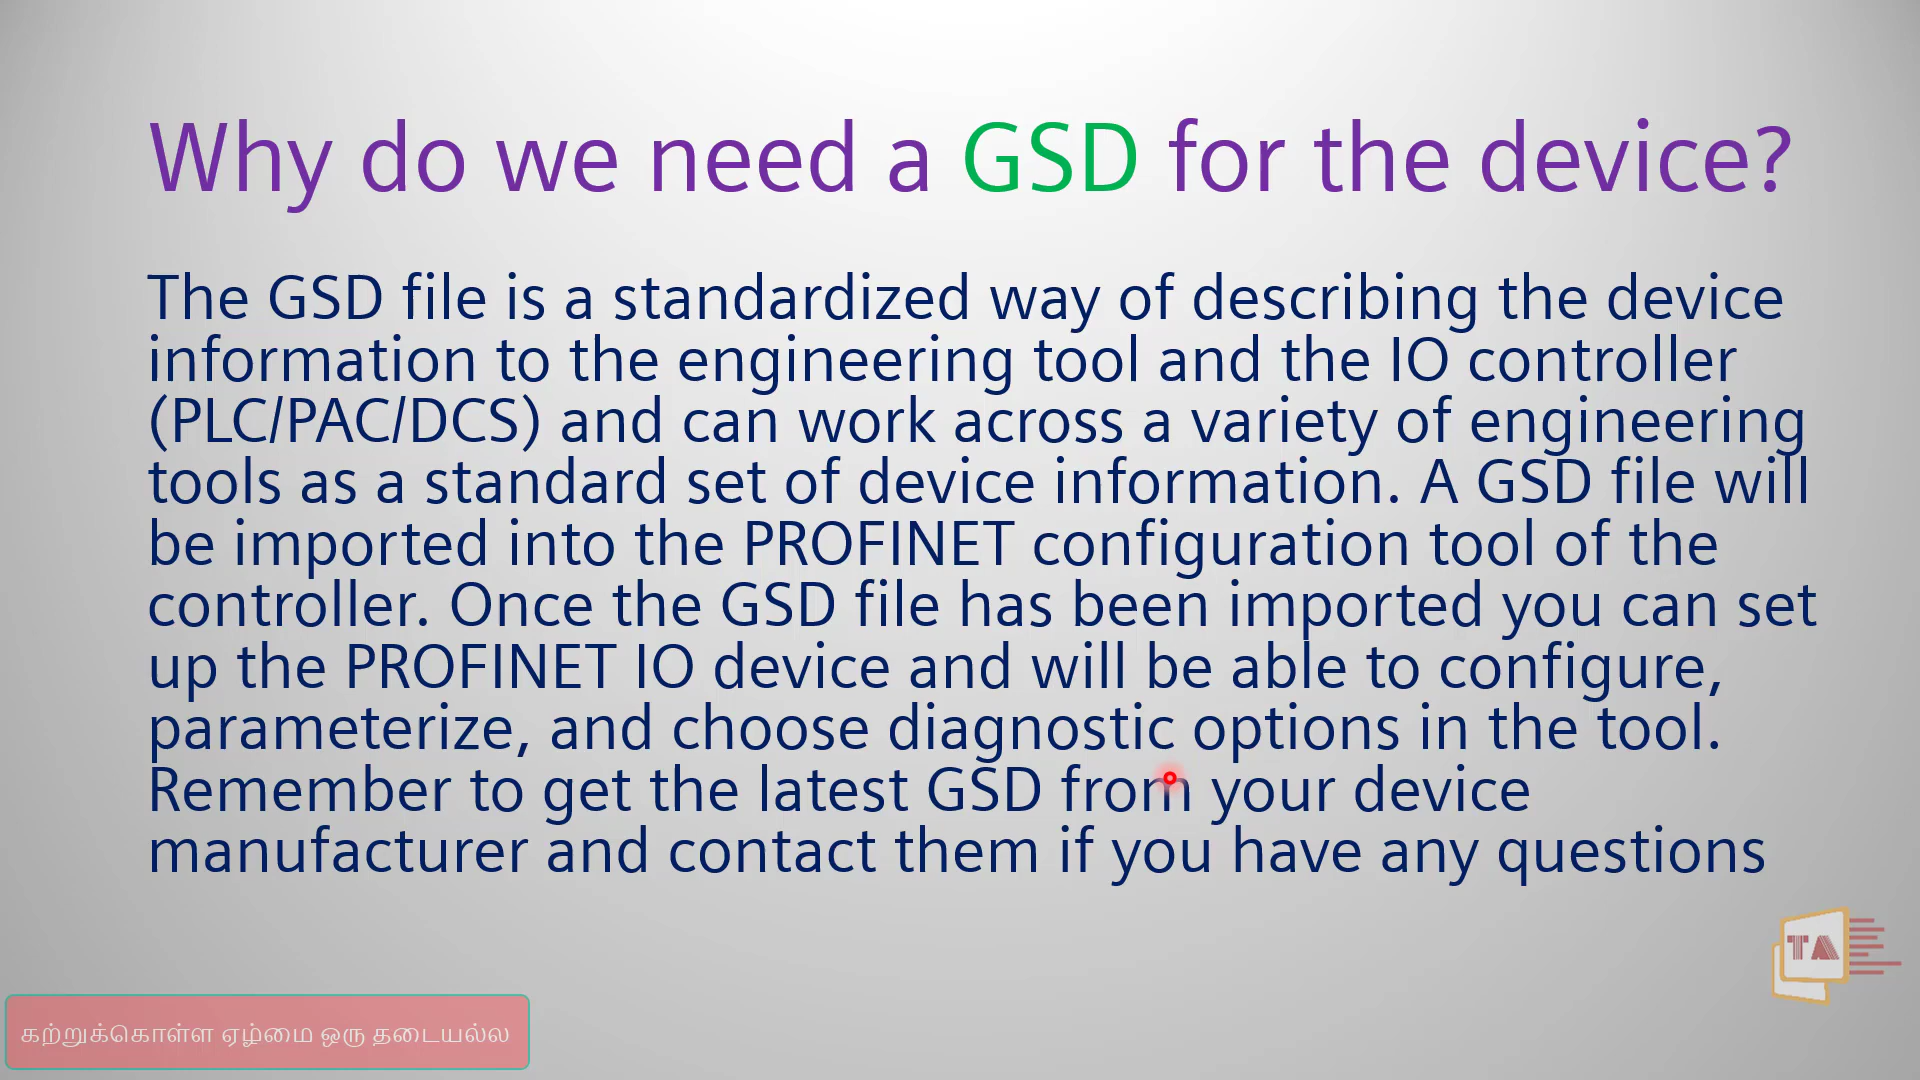 Why do we need a GSD for the device?
The GSD file is a standardized way of describing the device
information to the engineering tool and the IO controller
(PLC/PAC/DCS) and can work across a variety of engineering
tools as a standard set of device information. A GSD file will
be imported into the PROFINET configuration tool of the
controller. Once the GSD file has been imported you can set
up the PROFINET IO device and will be able to configure,
parameterize, and choose diagnostic options in the tool.
Remember to get the latest GSD from your device
manufacturer and contact them if you have any questions
TA
கற்றுக்கொள்ள ஏழ்மை ஒரு தடையல்ல